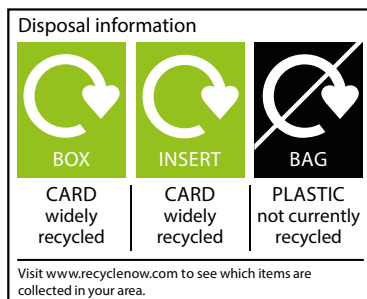 Disposal information
BOX
INSERT
BAG
CARD
widely
recycled
CARD
widely
recycled
PLASTIC
not currently
recycled
Visit www.recyclenow.com to see which items are
collected in your area.